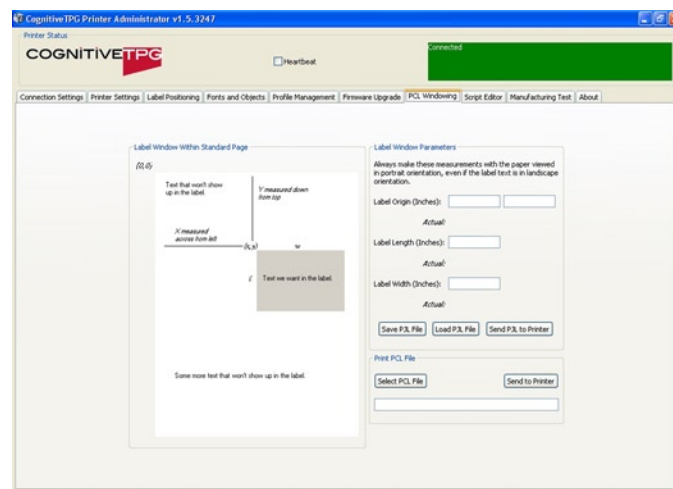 CognitiveTPG Printer Administrator v1.5.3247
Printer Status
COGNITIVETPG
Heartbeat
Connected
Connection Settings
Printer Settings
Label Positioning
Fonts and Objects
Profile Management
Firmware Upgrade
PCL Windowing
Script Editor
Manufacturing Test
About
Label Window Within Standard Page
(0,0)
Text that won't show
up in the label.
Y measured down
from top
X measured
across from left
(x,y)
w
l
Text we want in the label.
Some more text that won't show up in the label.
Label Window Parameters
Always make these measurements with the paper viewed
in portrait orientation, even if the label text is in landscape
orientation.
Label Origin (Inches):
Actual:
Label Length (Inches):
Actual:
Label Width (Inches):
Actual:
Save PJL File
Load PJL File
Send PJL to Printer
Print PCL File
Select PCL File
Send to Printer